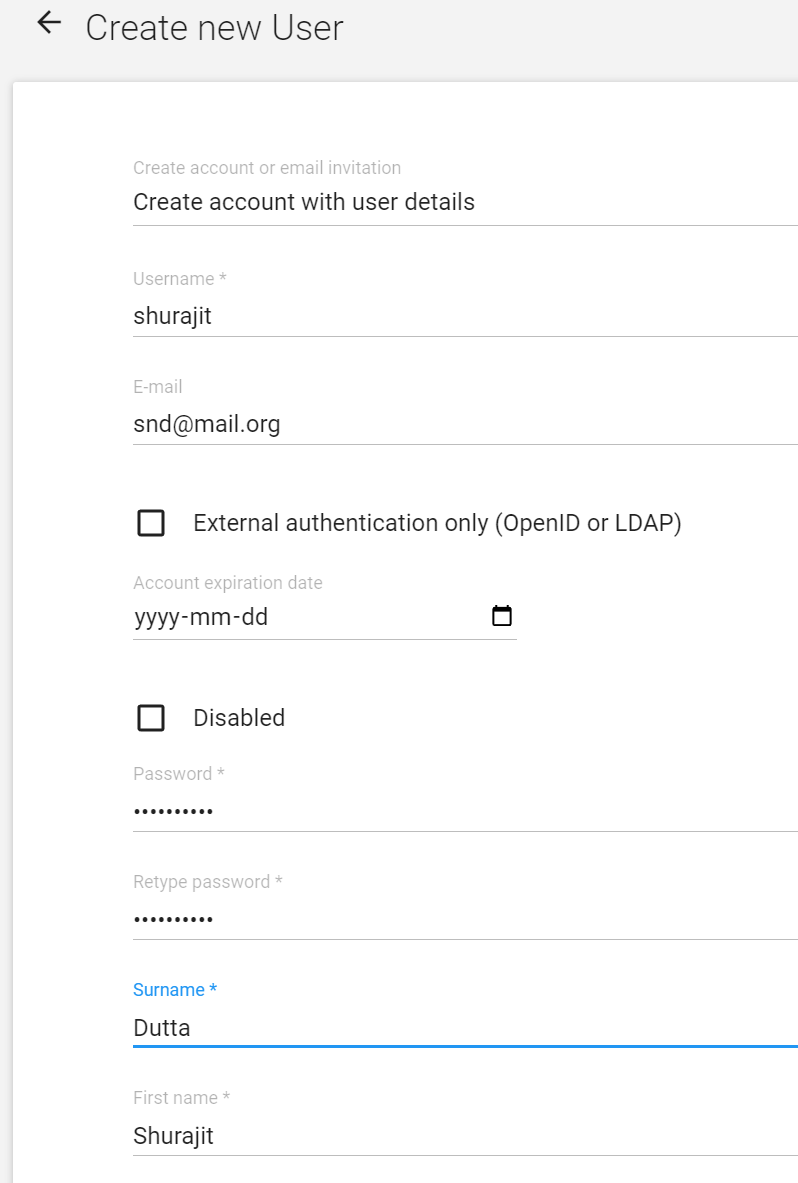 Create new User
Create account or email invitation
Create account with user details
Username *
shurajit
E-mail
snd@mail.org
External authentication only (OpenID or LDAP)
Account expiration date
yyyy-mm-dd
Disabled
Password *
••••••••••
Retype password *
••••••••••
Surname *
Dutta
First name *
Shurajit